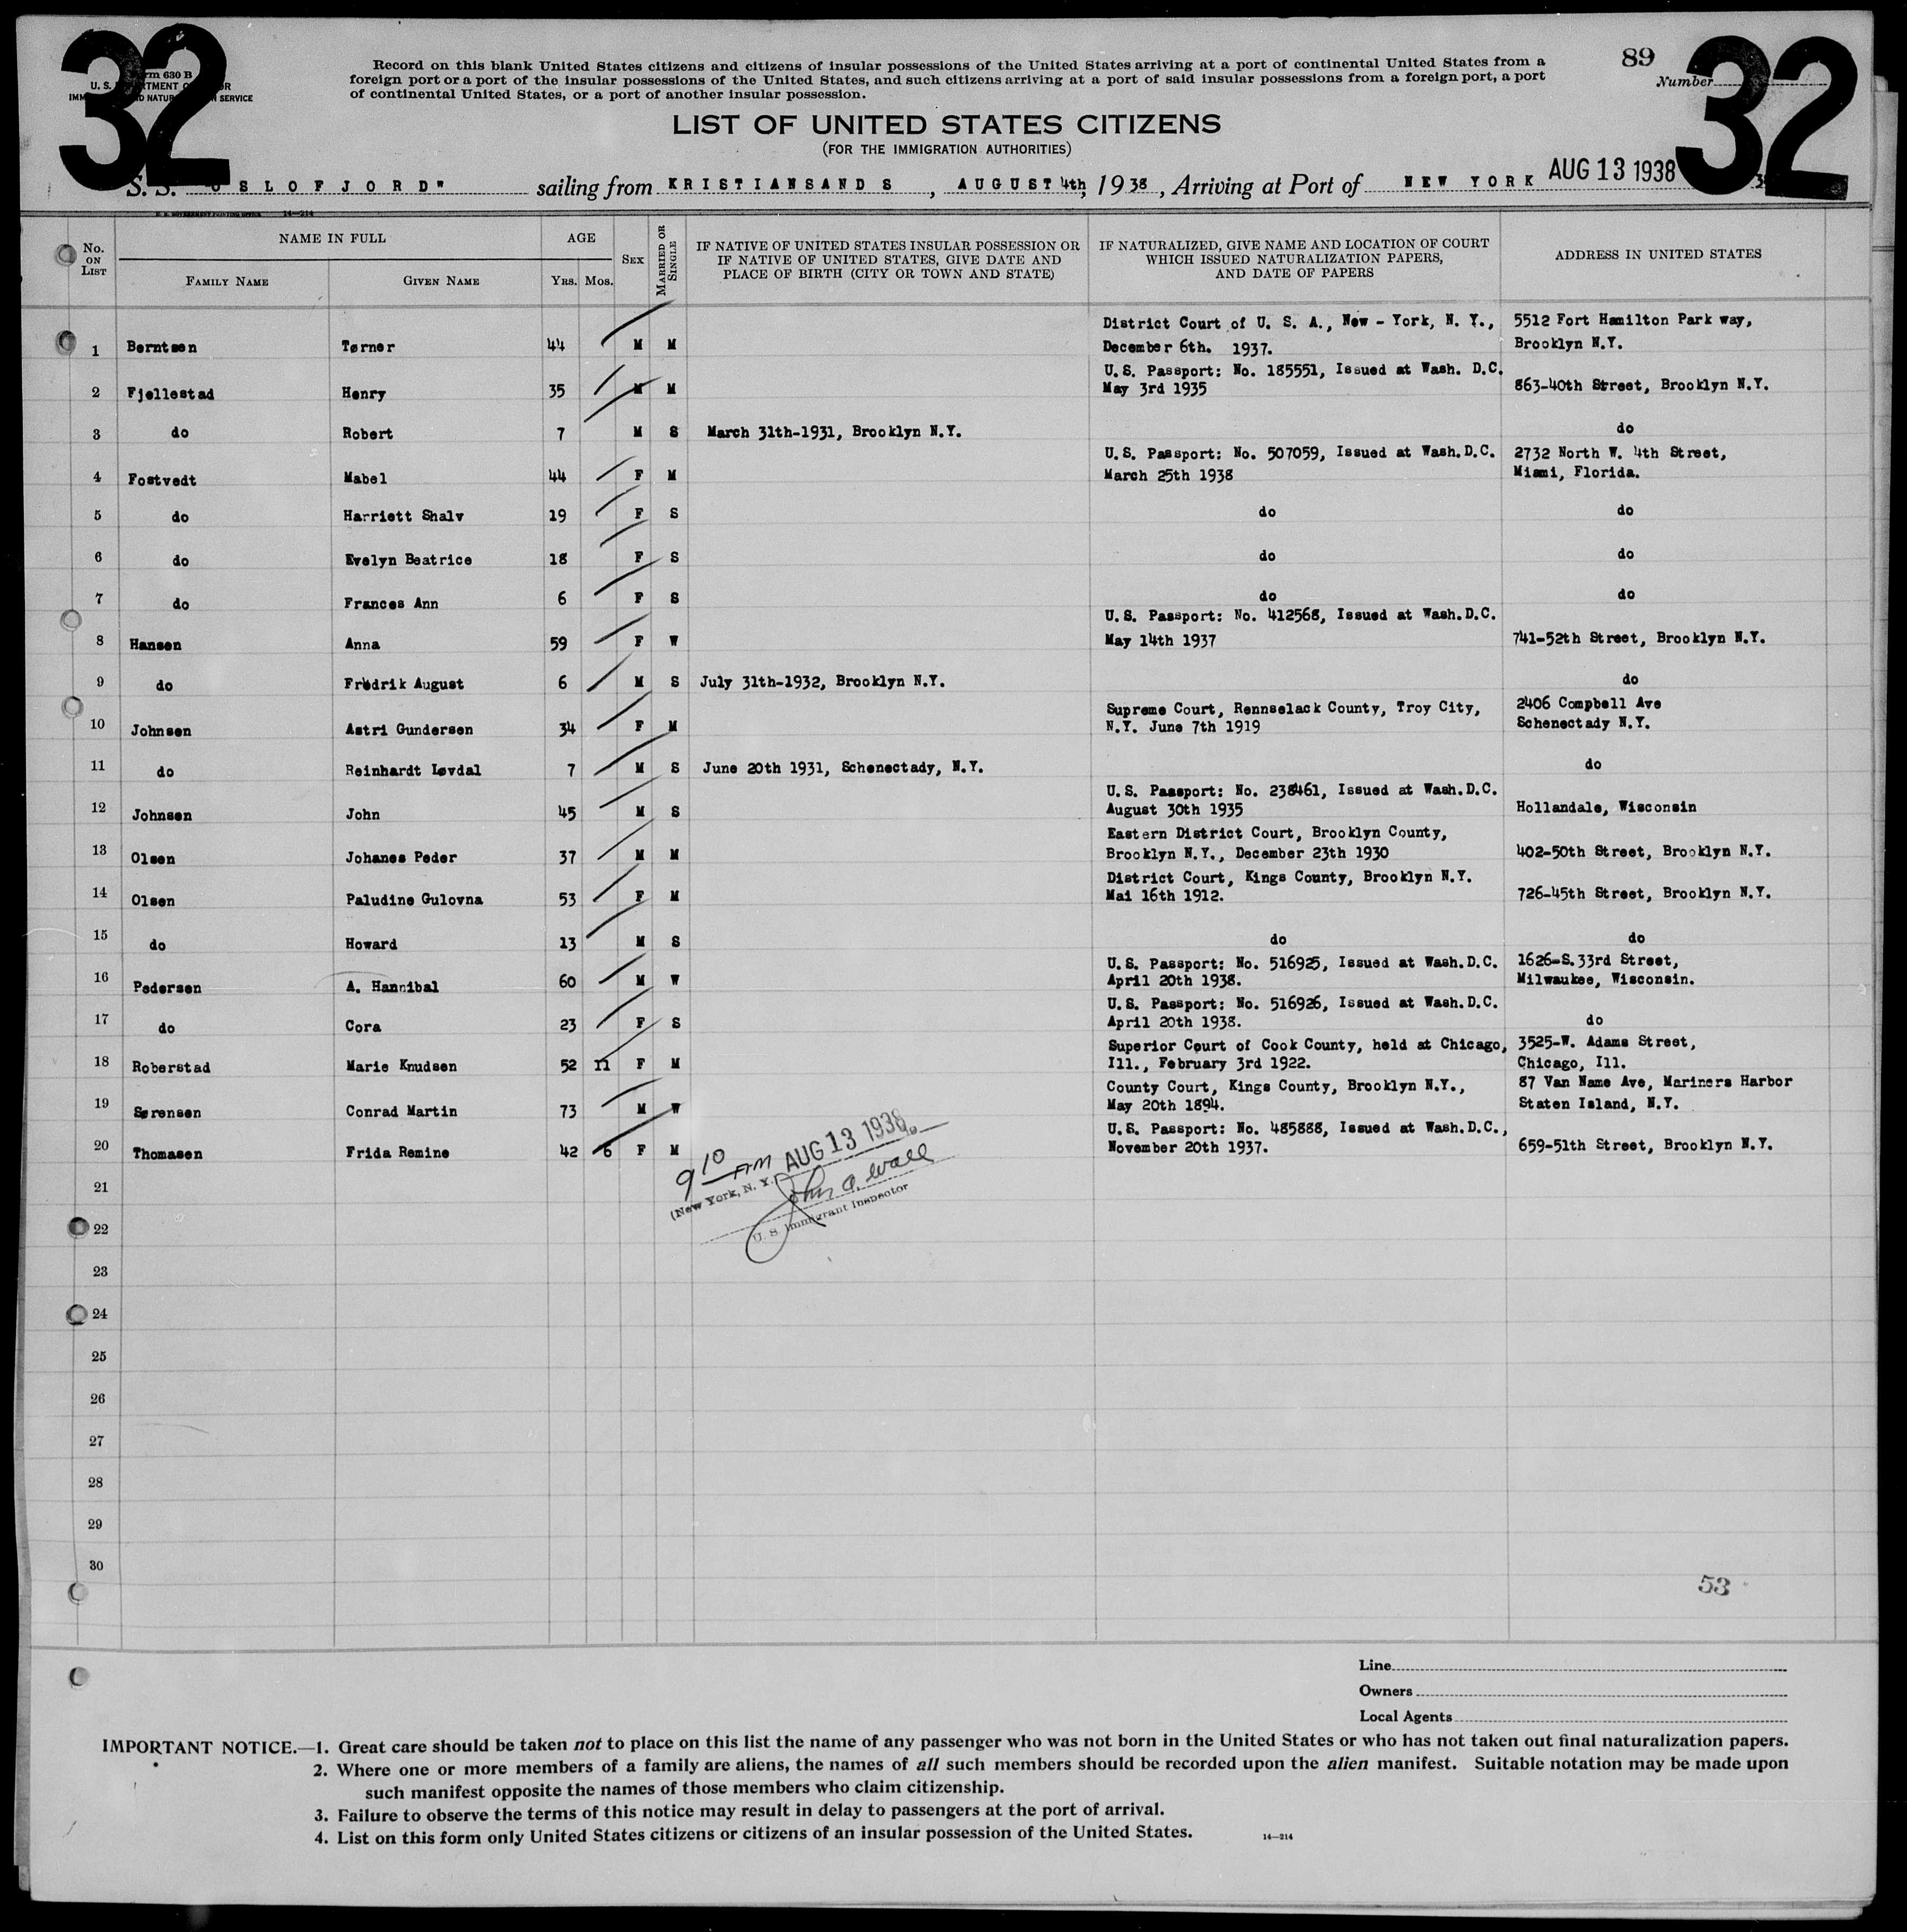 32
32
Form 630 B
U. S. DEPARTMENT OF LABOR
IMMIGRATION AND NATURALIZATION SERVICE
Record on this blank United States citizens and citizens of insular possessions of the United States arriving at a port of continental United States from a
foreign port or a port of the insular possessions of the United States, and such citizens arriving at a port of said insular possessions from a foreign port, a port
of continental United States, or a port of another insular possession.
89
Number
LIST OF UNITED STATES CITIZENS
(FOR THE IMMIGRATION AUTHORITIES)
S. S. "OSLOFJORD" sailing from KRISTIANSAND S, AUGUST 4th, 1938, Arriving at Port of NEW YORK AUG 13 1938
14—214
No. ON LIST
NAME IN FULL
FAMILY NAME
GIVEN NAME
AGE
YRS. MOS.
SEX
MARRIED OR SINGLE
IF NATIVE OF UNITED STATES INSULAR POSSESSION OR
IF NATIVE OF UNITED STATES, GIVE DATE AND
PLACE OF BIRTH (CITY OR TOWN AND STATE)
IF NATURALIZED, GIVE NAME AND LOCATION OF COURT
WHICH ISSUED NATURALIZATION PAPERS,
AND DATE OF PAPERS
ADDRESS IN UNITED STATES
District Court of U. S. A., New - York, N. Y., 5512 Fort Hamilton Park way,
1 Berntsen Tørner 44 M M December 6th. 1937. Brooklyn N.Y.
U.S. Passport: No. 185551, Issued at Wash. D.C.
2 Fjellestad Henry 35 M M May 3rd 1935 863-40th Street, Brooklyn N.Y.
3 do Robert 7 M S March 31th-1931, Brooklyn N.Y. do
U.S. Passport: No. 507059, Issued at Wash.D.C. 2732 North W. 4th Street,
4 Fostvedt Mabel 44 F M March 25th 1938 Miami, Florida.
5 do Harriett Shalv 19 F S do do
6 do Evelyn Beatrice 18 F S do do
7 do Frances Ann 6 F S do do
U.S. Passport: No. 412568, Issued at Wash.D.C.
8 Hansen Anna 59 F W May 14th 1937 741-52th Street, Brooklyn N.Y.
9 do Fredrik August 6 M S July 31th-1932, Brooklyn N.Y. do
Supreme Court, Rennselack County, Troy City, 2406 Campbell Ave
10 Johnsen Astri Gundersen 34 F M N.Y. June 7th 1919 Schenectady N.Y.
11 do Reinhardt Løvdal 7 M S June 20th 1931, Schenectady, N.Y. do
U.S. Passport: No. 238461, Issued at Wash.D.C.
12 Johnsen John 45 M S August 30th 1935 Hollandale, Wisconsin
Eastern District Court, Brooklyn County,
13 Olsen Johanes Peder 37 M M Brooklyn N.Y., December 23th 1930 402-50th Street, Brooklyn N.Y.
District Court, Kings County, Brooklyn N.Y.
14 Olsen Paludine Gulovna 53 F M Mai 16th 1912. 726-45th Street, Brooklyn N.Y.
15 do Howard 13 M S do do
U.S. Passport: No. 516925, Issued at Wash.D.C. 1626-S.33rd Street,
16 Pedersen A. Hannibal 60 M W April 20th 1938. Milwaukee, Wisconsin.
U.S. Passport: No. 516926, Issued at Wash.D.C.
17 do Cora 23 F S April 20th 1938. do
Superior Court of Cook County, held at Chicago, 3525-W. Adams Street,
18 Roberstad Marie Knudsen 52 11 F M Ill., February 3rd 1922. Chicago, Ill.
County Court, Kings County, Brooklyn N.Y., 87 Van Name Ave, Mariners Harbor
19 Sørensen Conrad Martin 73 M W May 20th 1894. Staten Island, N.Y.
U.S. Passport: No. 485888, Issued at Wash.D.C.,
20 Thomasen Frida Remine 42 6 F M November 20th 1937. 659-51th Street, Brooklyn N.Y.
9 10 AM AUG 13 1938
(New York, N. Y.
John A. Wall
U. S. Immigrant Inspector
21
22
23
24
25
26
27
28
29
30
53
Line
Owners
Local Agents
IMPORTANT NOTICE.—1. Great care should be taken not to place on this list the name of any passenger who was not born in the United States or who has not taken out final naturalization papers.
2. Where one or more members of a family are aliens, the names of all such members should be recorded upon the alien manifest. Suitable notation may be made upon
such manifest opposite the names of those members who claim citizenship.
3. Failure to observe the terms of this notice may result in delay to passengers at the port of arrival.
4. List on this form only United States citizens or citizens of an insular possession of the United States.
14—214